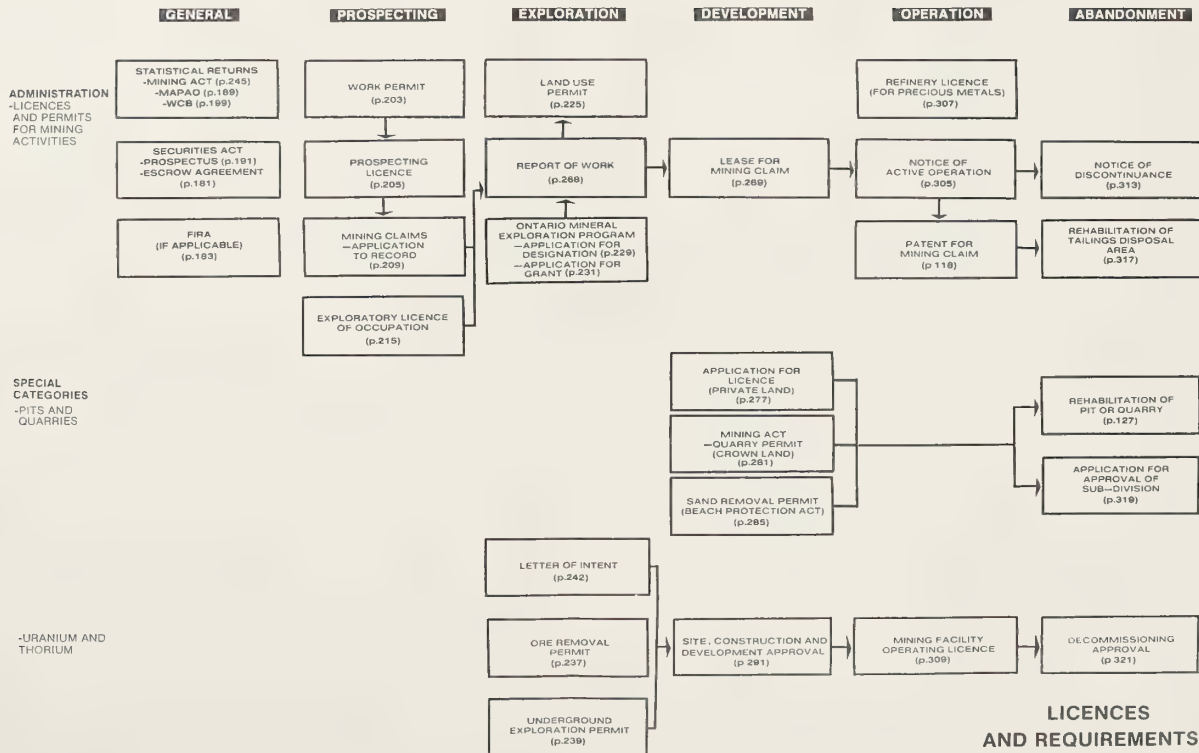 GENERAL
PROSPECTING
EXPLORATION
DEVELOPMENT
OPERATION
ABANDONMENT
ADMINISTRATION
-LICENCES
AND PERMITS
FOR MINING
ACTIVITIES
STATISTICAL RETURNS
-MINING ACT (p.245)
-MAPAO (p.189)
-WCB (p.199)
WORK PERMIT
(p.203)
LAND USE
PERMIT
(p.225)
REFINERY LICENCE
(FOR PRECIOUS METALS)
(p.307)
SECURITIES ACT
-PROSPECTUS (p.191)
-ESCROW AGREEMENT
(p.181)
PROSPECTING
LICENCE
(p.205)
REPORT OF WORK
(p.268)
LEASE FOR
MINING CLAIM
(p.269)
NOTICE OF
ACTIVE OPERATION
(p.305)
NOTICE OF
DISCONTINUANCE
(p.313)
FIRA
(IF APPLICABLE)
(p.183)
MINING CLAIMS
—APPLICATION
TO RECORD
(p.209)
ONTARIO MINERAL
EXPLORATION PROGRAM
—APPLICATION FOR
DESIGNATION (p.229)
—APPLICATION FOR
GRANT (p.231)
PATENT FOR
MINING CLAIM
(p 118)
REHABILITATION OF
TAILINGS DISPOSAL
AREA
(p.317)
EXPLORATORY LICENCE
OF OCCUPATION
(p.215)
SPECIAL
CATEGORIES
-PITS AND
QUARRIES
APPLICATION FOR
LICENCE
(PRIVATE LAND)
(p.277)
MINING ACT
—QUARRY PERMIT
(CROWN LAND)
(p.281)
SAND REMOVAL PERMIT
(BEACH PROTECTION ACT)
(p.285)
REHABILITATION OF
PIT OR QUARRY
(p.127)
APPLICATION FOR
APPROVAL OF
SUB-DIVISION
(p.319)
-URANIUM AND
THORIUM
LETTER OF INTENT
(p.242)
ORE REMOVAL
PERMIT
(p.237)
UNDERGROUND
EXPLORATION PERMIT
(p.239)
SITE, CONSTRUCTION AND
DEVELOPMENT APPROVAL
(p 291)
MINING FACILITY
OPERATING LICENCE
(p.309)
DECOMMISSIONING
APPROVAL
(p 321)
LICENCES
AND REQUIREMENTS